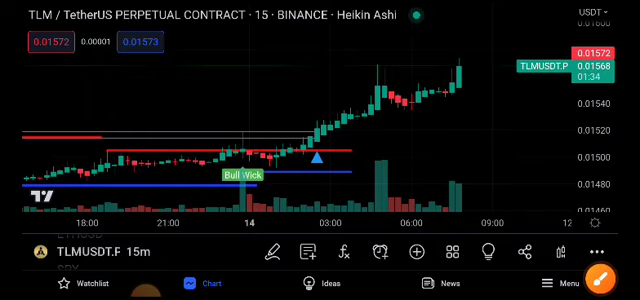 TLM / TetherUS PERPETUAL CONTRACT · 15 · BINANCE · Heikin Ashi
USDT
0.01572
0.00001
0.01573
0.01600
0.01572
TLMUSDT.P
0.01568
01:34
0.01540
0.01520
0.01500
0.01480
0.01460
Bull Wick
18:00
21:00
14
03:00
06:00
09:00
12
TLMUSDT.P 15m
Watchlist
Chart
Ideas
News
Menu